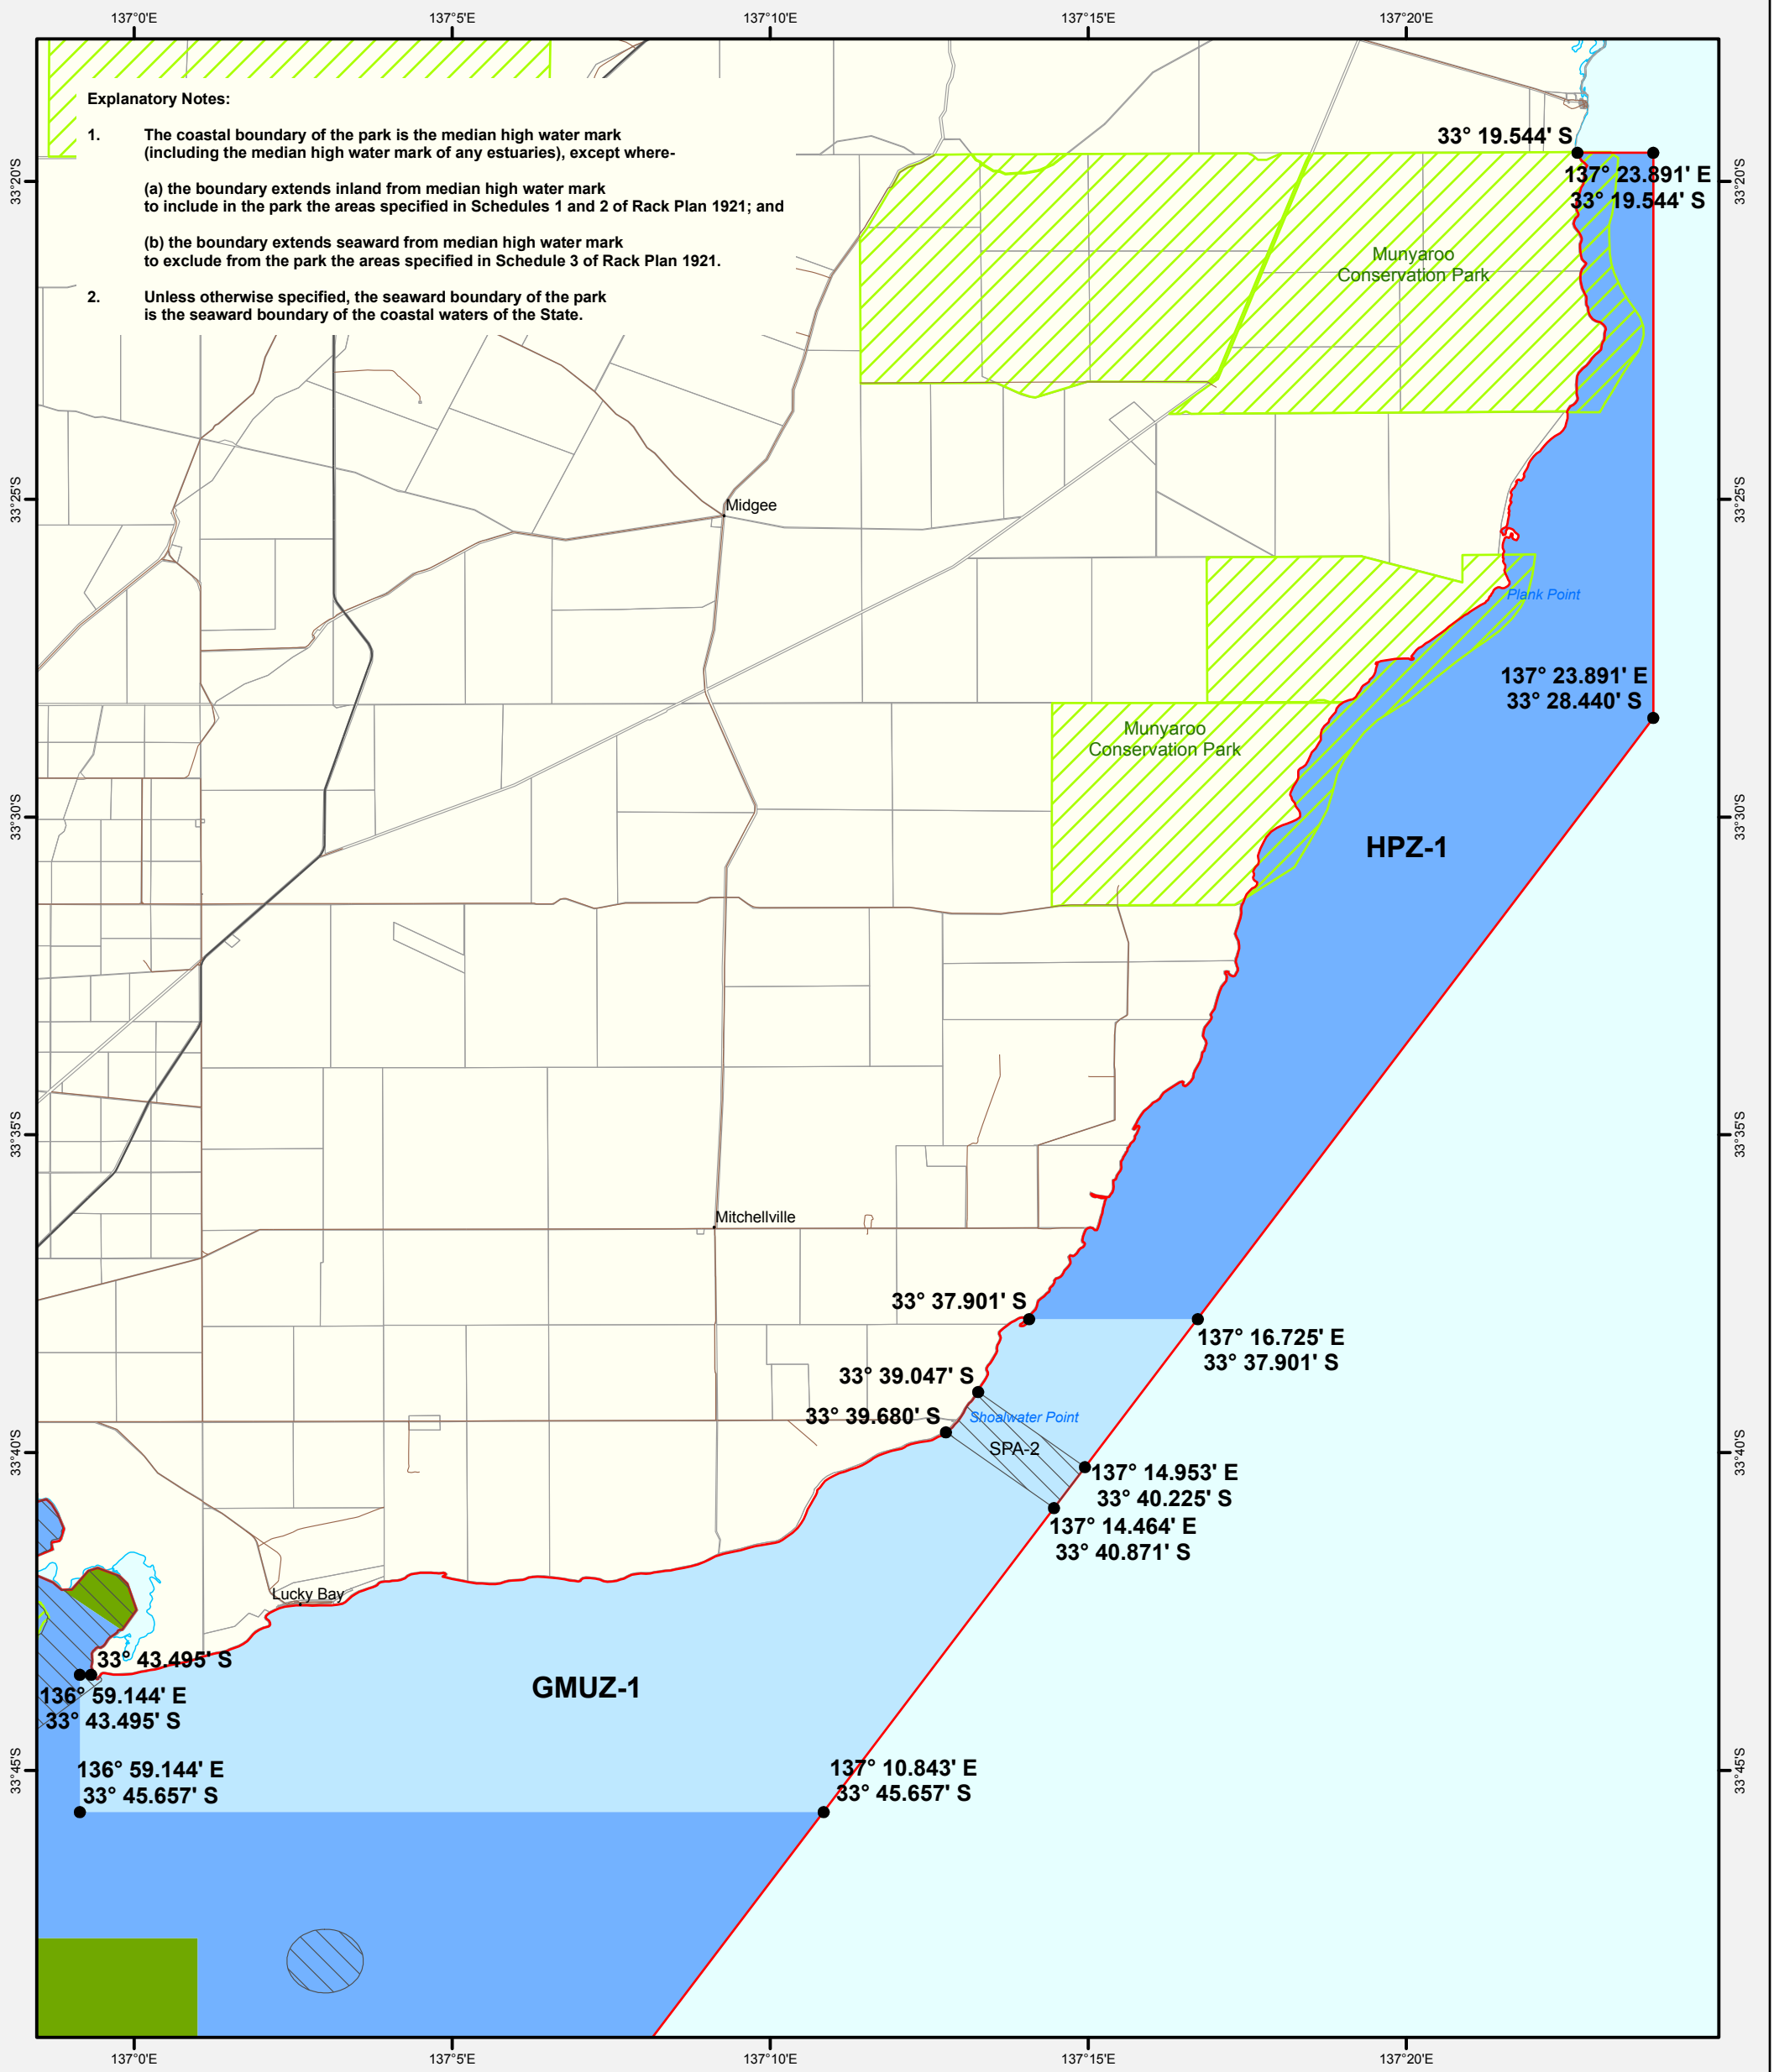 137°0'E
137°5'E
137°10'E
137°15'E
137°20'E
Explanatory Notes:
1. The coastal boundary of the park is the median high water mark
(including the median high water mark of any estuaries), except where-
(a) the boundary extends inland from median high water mark
to include in the park the areas specified in Schedules 1 and 2 of Rack Plan 1921; and
(b) the boundary extends seaward from median high water mark
to exclude from the park the areas specified in Schedule 3 of Rack Plan 1921.
2. Unless otherwise specified, the seaward boundary of the park
is the seaward boundary of the coastal waters of the State.
33° 19.544' S
137° 23.891' E
33° 19.544' S
33°20'S
33°20'S
Munyaroo
Conservation Park
33°25'S
33°25'S
Midgee
Plank Point
137° 23.891' E
33° 28.440' S
Munyaroo
Conservation Park
33°30'S
33°30'S
HPZ-1
33°35'S
33°35'S
Mitchellville
33° 37.901' S
137° 16.725' E
33° 37.901' S
33° 39.047' S
33° 39.680' S
Shoalwater Point
SPA-2
33°40'S
33°40'S
137° 14.953' E
33° 40.225' S
137° 14.464' E
33° 40.871' S
Lucky Bay
33° 43.495' S
136° 59.144' E
33° 43.495' S
GMUZ-1
136° 59.144' E
33° 45.657' S
137° 10.843' E
33° 45.657' S
33°45'S
33°45'S
137°0'E
137°5'E
137°10'E
137°15'E
137°20'E